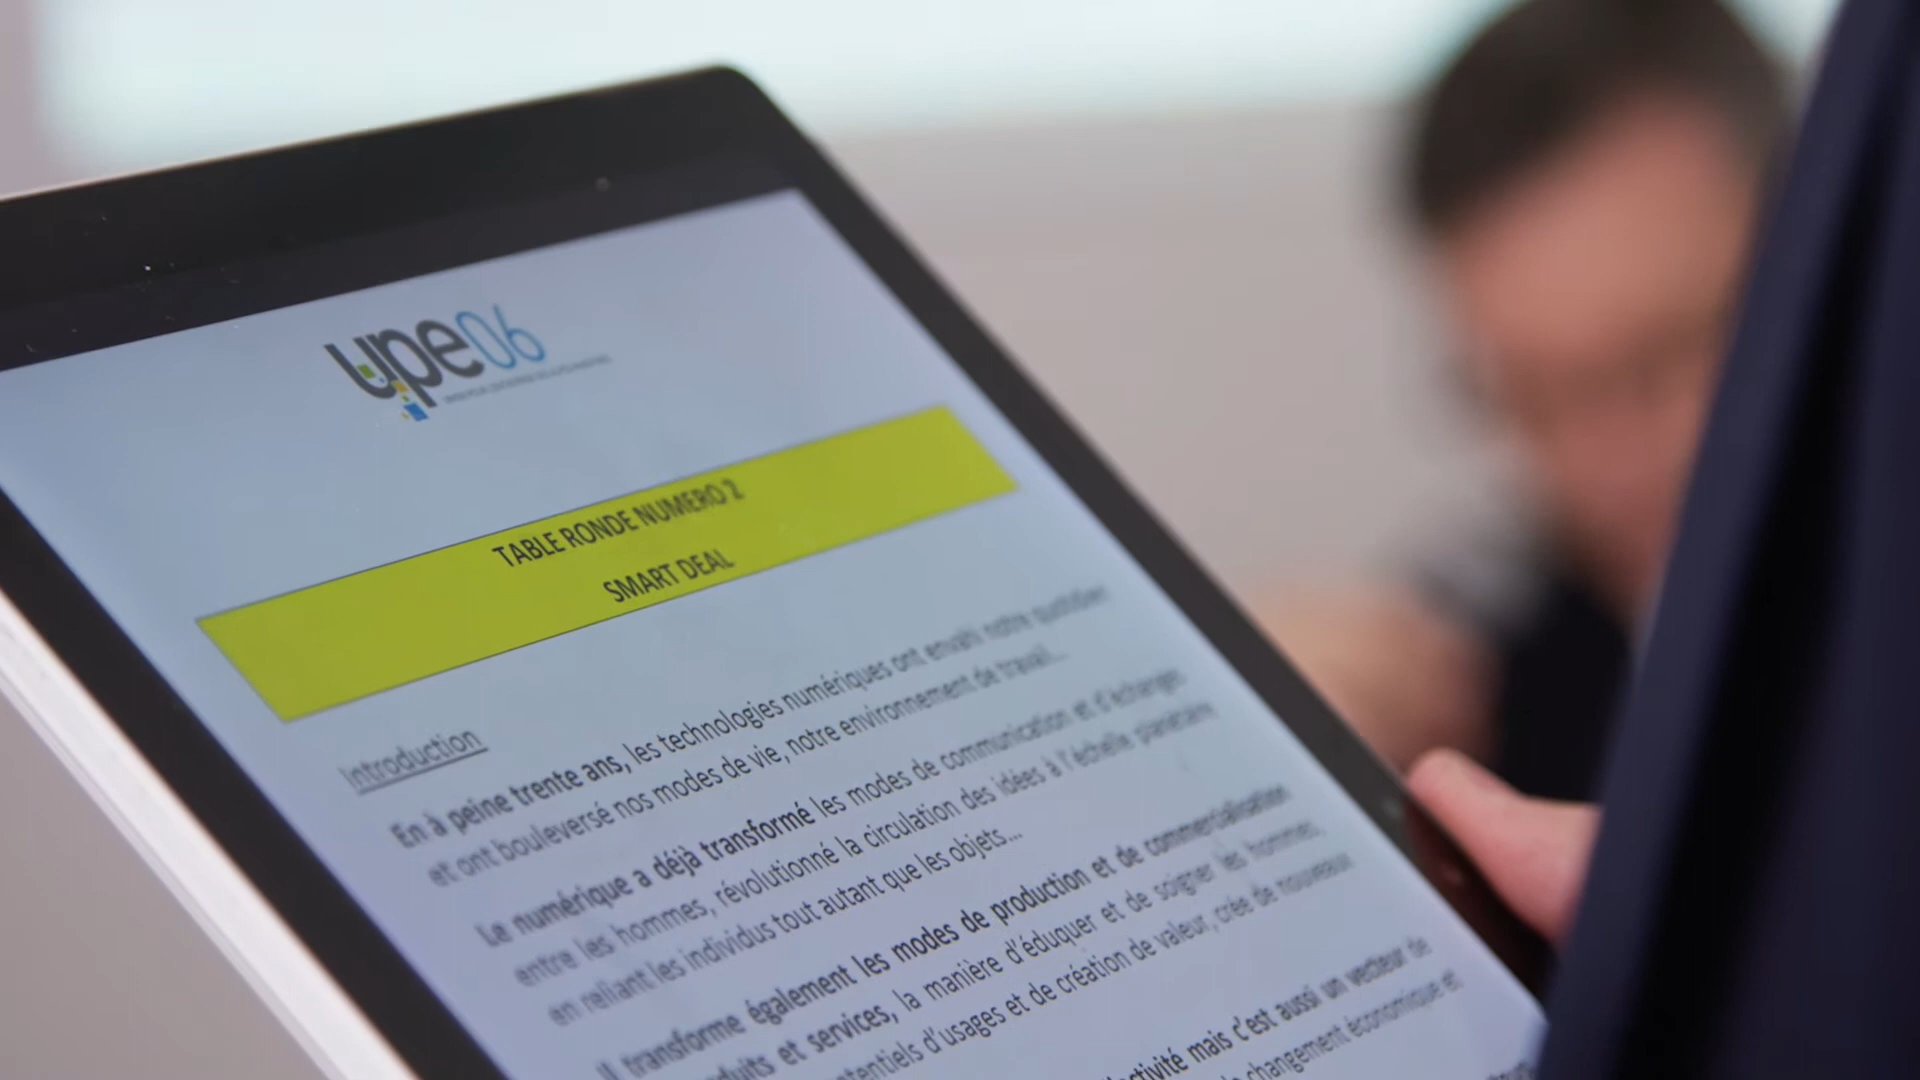 upe06
TABLE RONDE NUMERO 2
SMART DEAL
Introduction
En à peine trente ans, les technologies numériques ont envahi notre quotidien
et ont bouleversé nos modes de vie, notre environnement de travail...
Le numérique a déjà transformé les modes de communication et d'échanges
entre les hommes, révolutionné la circulation des idées à l'échelle planétaire
en reliant les individus tout autant que les objets...
Il transforme également les modes de production et de commercialisation
et services, la manière d'éduquer et de soigner les hommes,
d'usages et de création de valeur, crée de nouveaux
mais c'est aussi un vecteur de
changement économique et